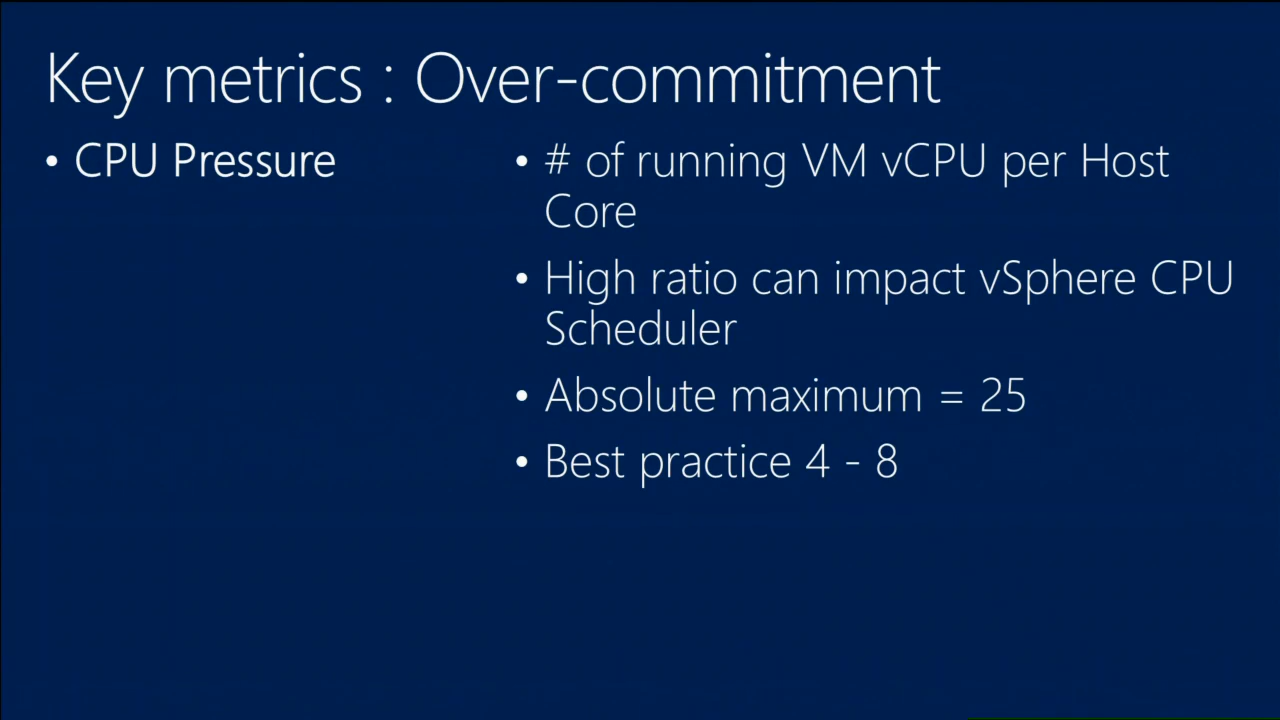 Key metrics : Over-commitment
• CPU Pressure
• # of running VM vCPU per Host
Core
• High ratio can impact vSphere CPU
Scheduler
• Absolute maximum = 25
• Best practice 4 - 8